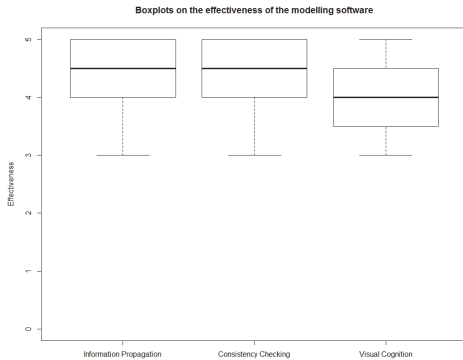 Boxplots on the effectiveness of the modelling software
Effectiveness
5
4
3
2
1
0
Information Propagation
Consistency Checking
Visual Cognition